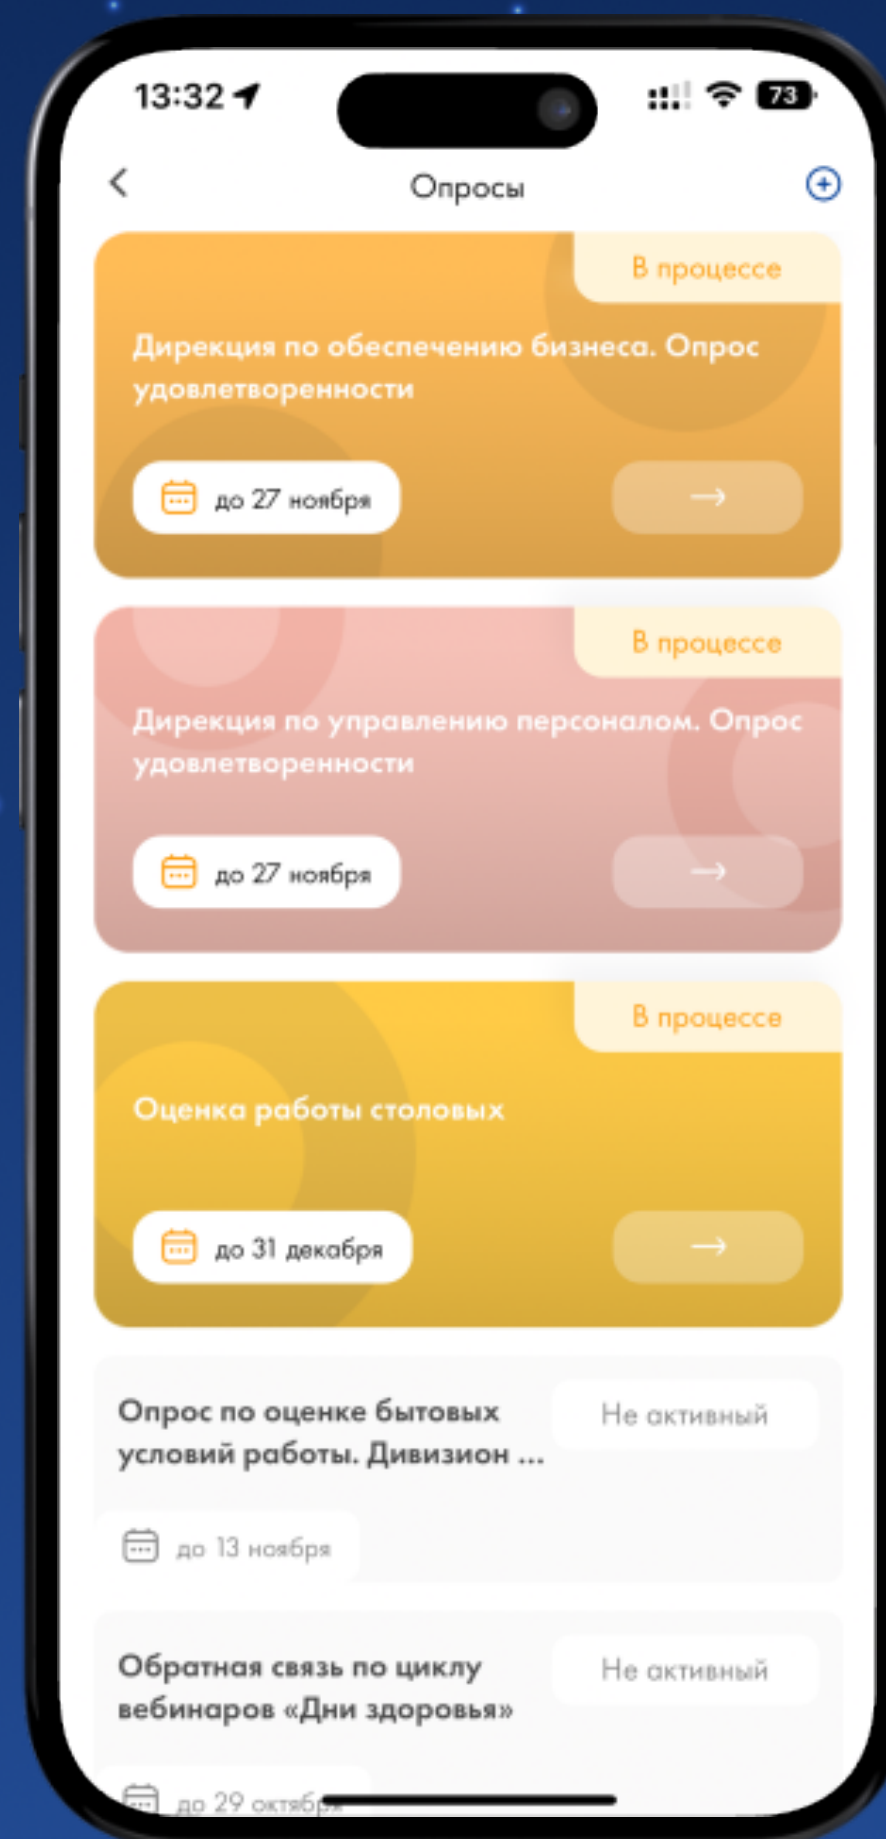 13:32
73
Опросы
В процессе
Дирекция по обеспечению бизнеса. Опрос
удовлетворенности
до 27 ноября
В процессе
Дирекция по управлению персоналом. Опрос
удовлетворенности
до 27 ноября
В процессе
Оценка работы столовых
до 31 декабря
Опрос по оценке бытовых
условий работы. Дивизион ...
Не активный
до 13 ноября
Обратная связь по циклу
вебинаров «Дни здоровья»
Не активный
до 29 октября